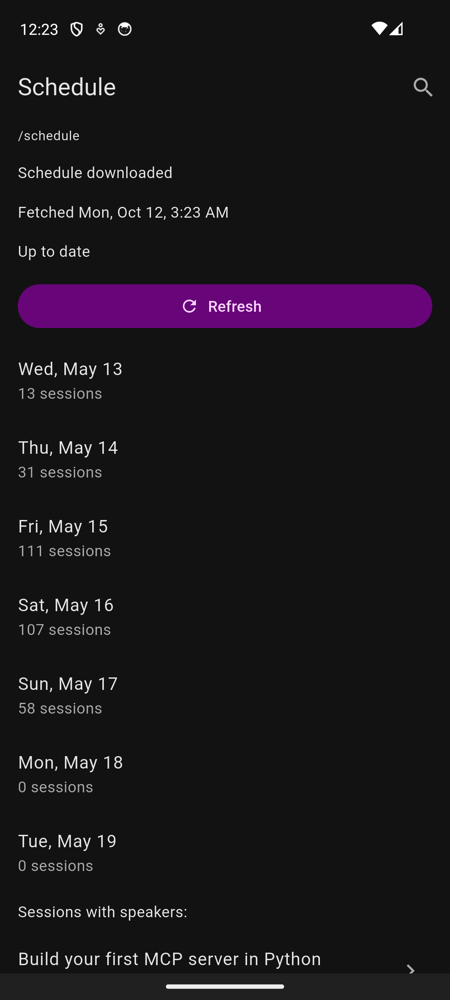 12:23
Schedule
/schedule
Schedule downloaded
Fetched Mon, Oct 12, 3:23 AM
Up to date
Refresh
Wed, May 13
13 sessions
Thu, May 14
31 sessions
Fri, May 15
111 sessions
Sat, May 16
107 sessions
Sun, May 17
58 sessions
Mon, May 18
0 sessions
Tue, May 19
0 sessions
Sessions with speakers:
Build your first MCP server in Python